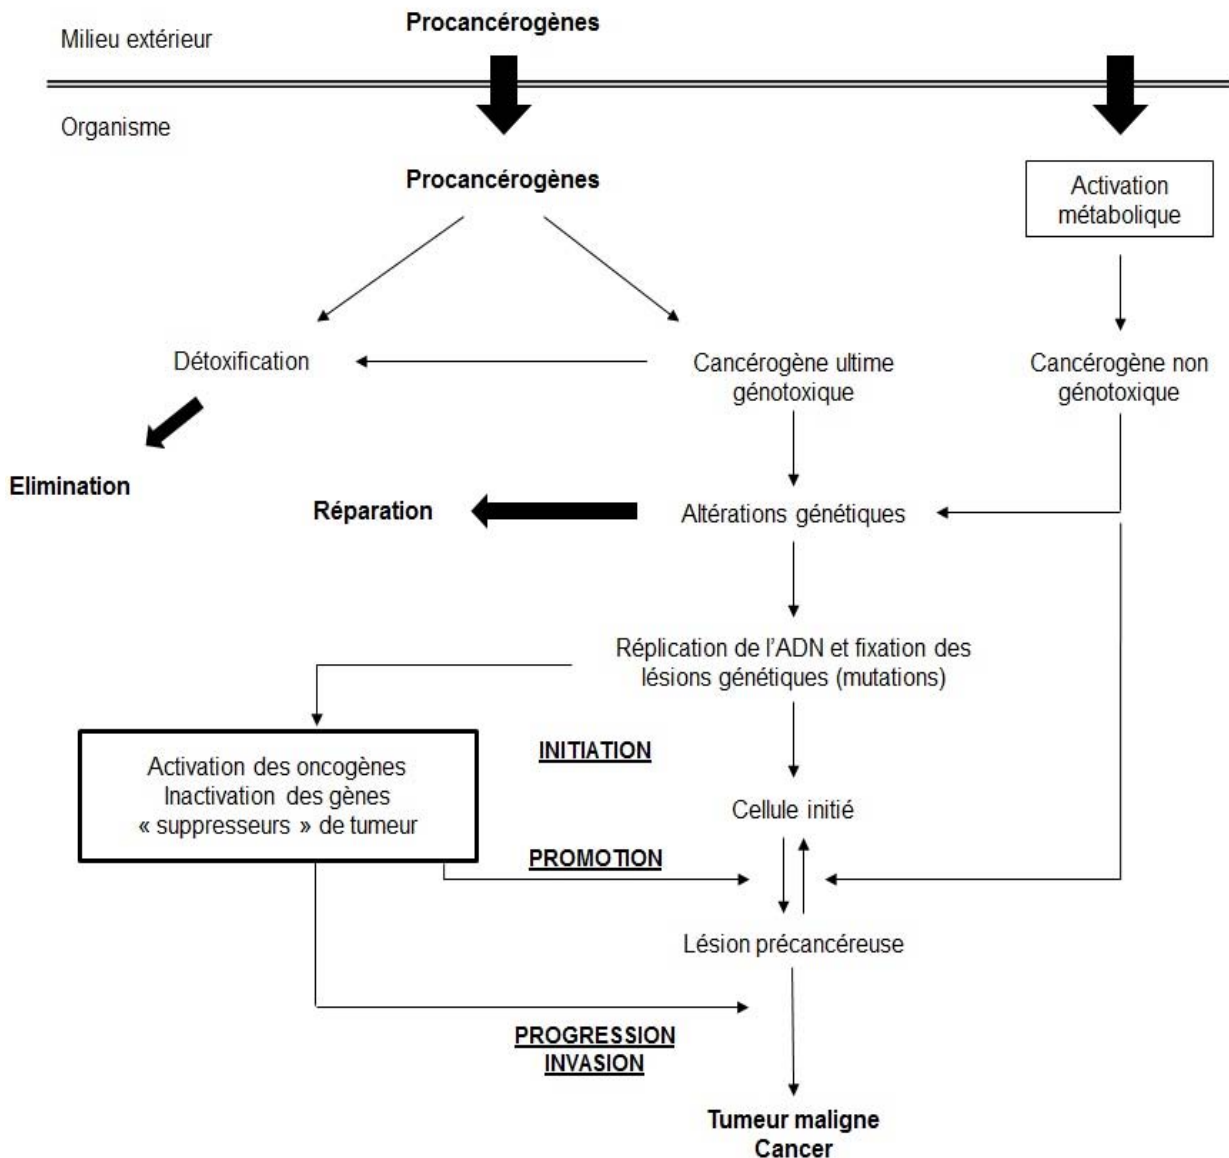 Procancérogènes
Milieu extérieur
Organisme
Procancérogènes
Activation
métabolique
Détoxification
Cancérogène ultime
génotoxique
Cancérogène non
génotoxique
Elimination
Réparation
Altérations génétiques
Réplication de l'ADN et fixation des
lésions génétiques (mutations)
INITIATION
Activation des oncogènes
Inactivation des gènes
« suppresseurs » de tumeur
Cellule initié
PROMOTION
Lésion précancéreuse
PROGRESSION
INVASION
Tumeur maligne
Cancer